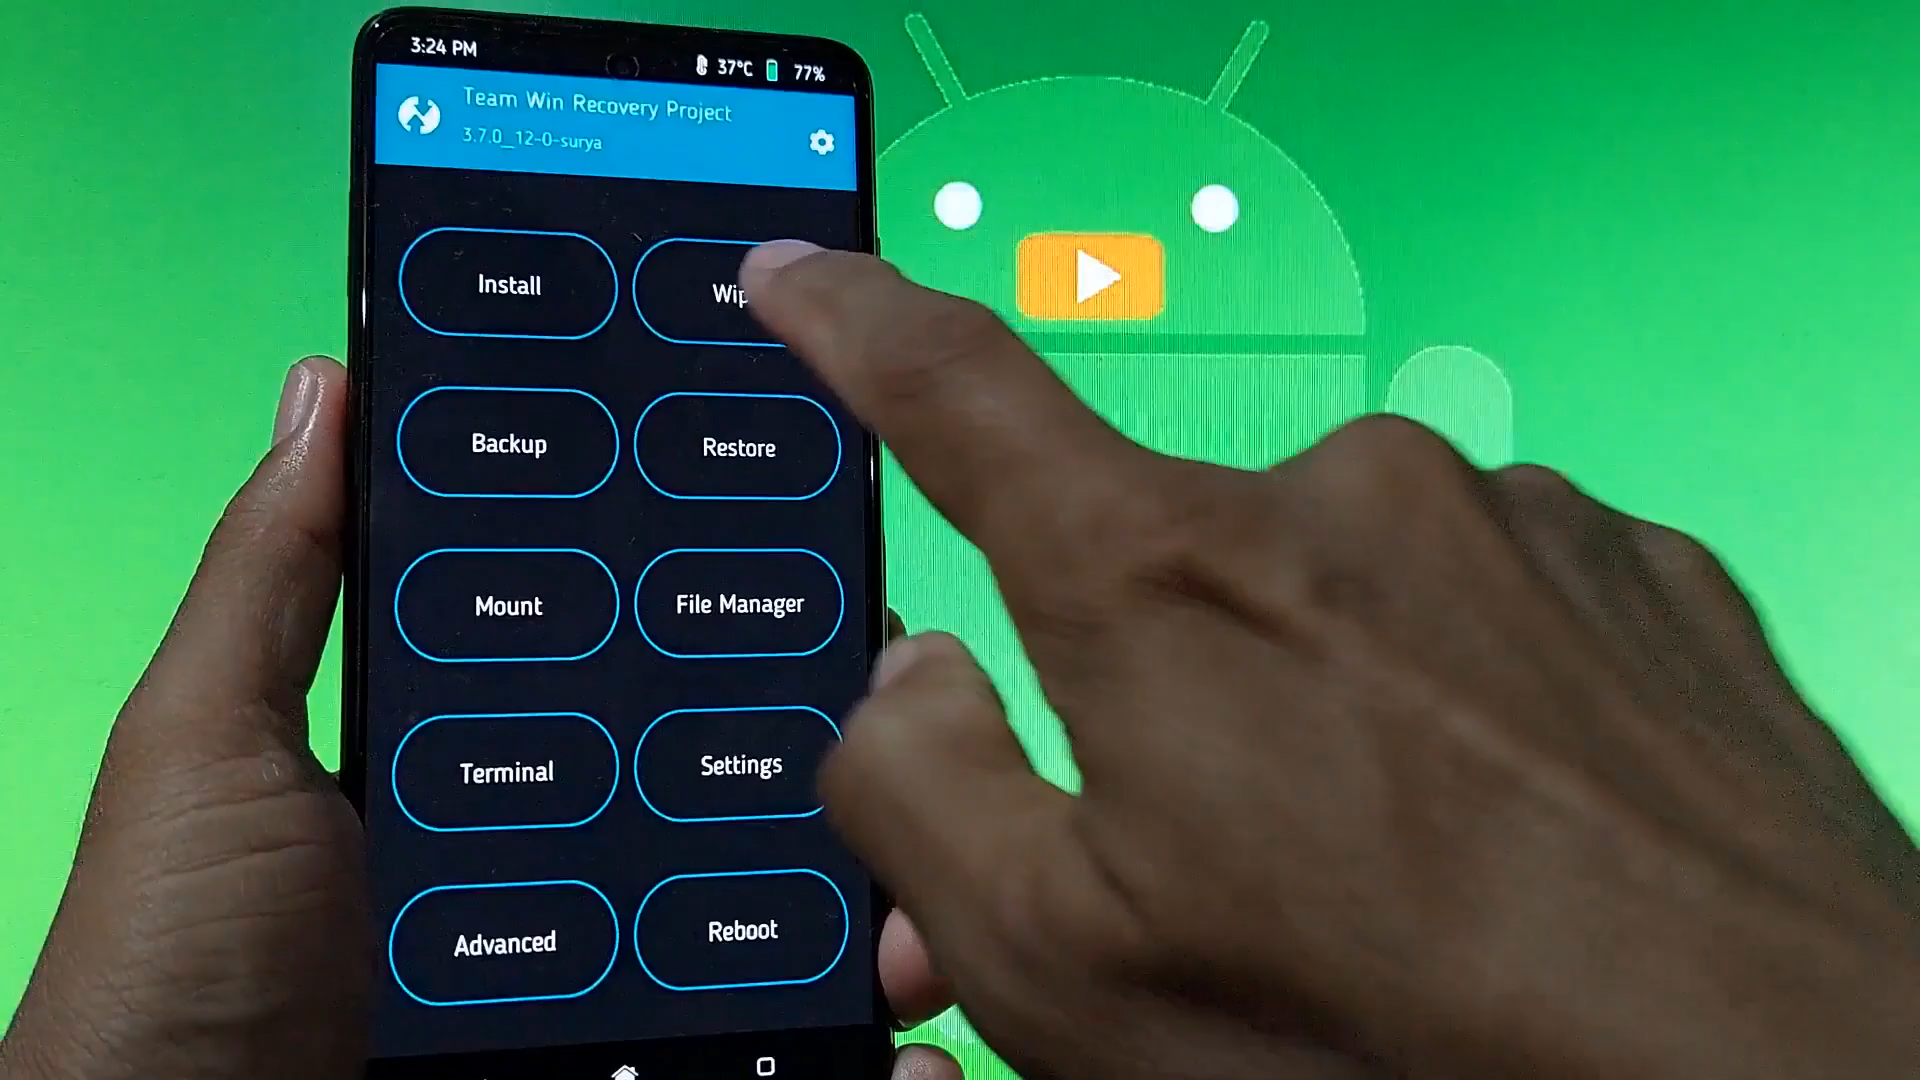 3:24 PM 37°C 77%
Team Win Recovery Project
3.7.0_12-0-surya
Install
Wip
Backup
Restore
Mount
File Manager
Terminal
Settings
Advanced
Reboot